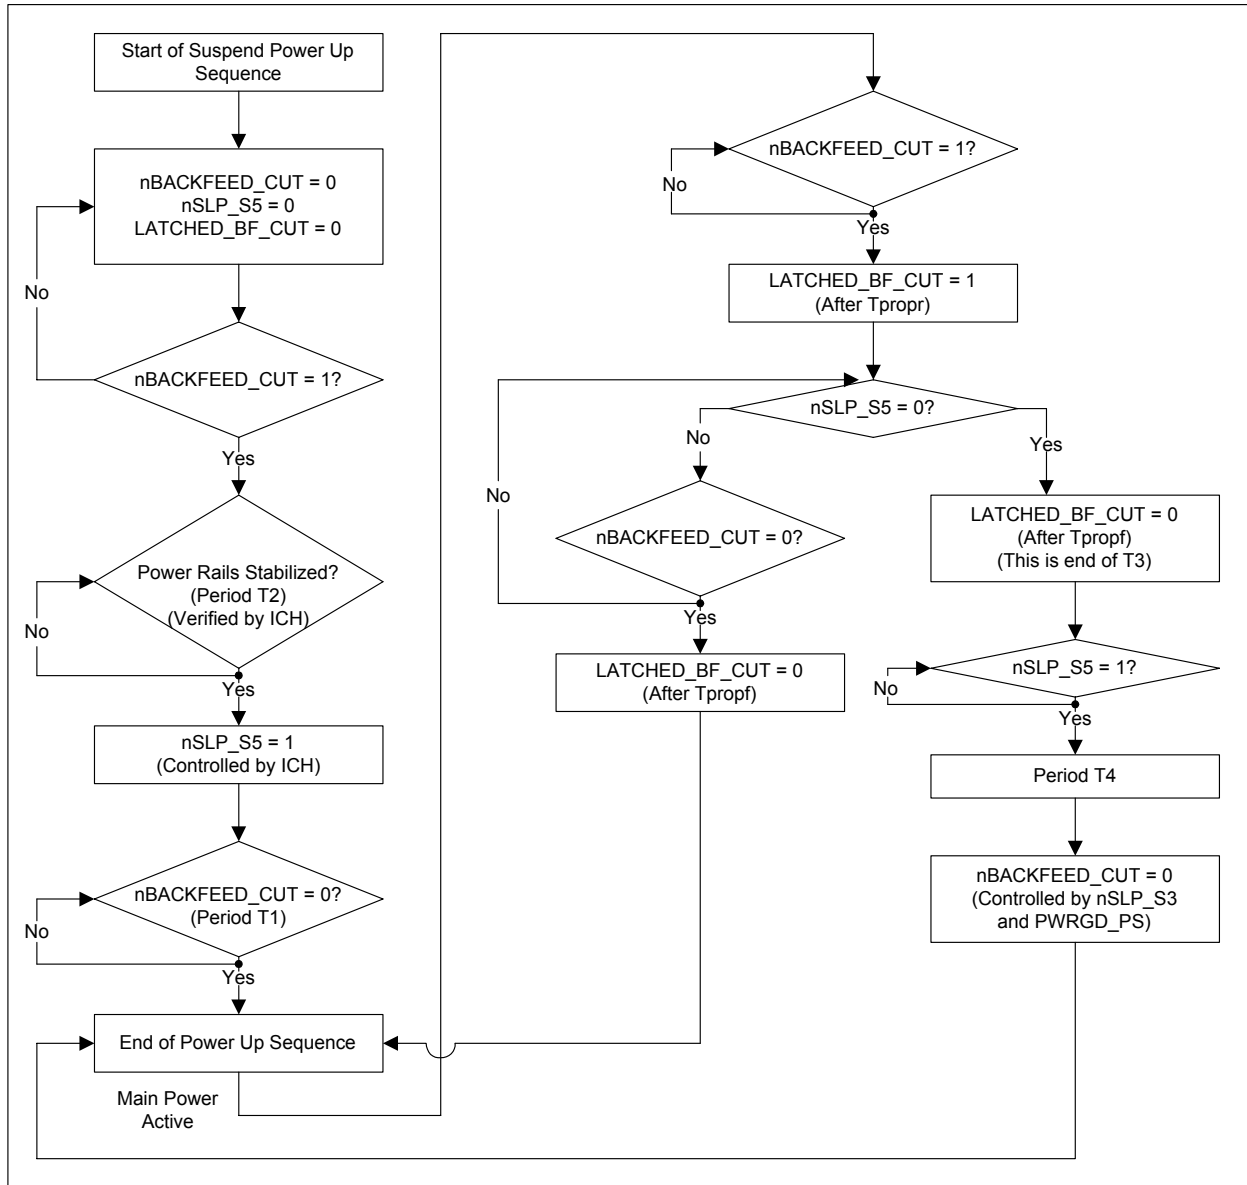 Start of Suspend Power Up
Sequence
nBACKFEED_CUT = 0
nSLP_S5 = 0
LATCHED_BF_CUT = 0
No
nBACKFEED_CUT = 1?
Yes
Power Rails Stabilized?
(Period T2)
(Verified by ICH)
No
Yes
nSLP_S5 = 1
(Controlled by ICH)
nBACKFEED_CUT = 0?
(Period T1)
No
Yes
End of Power Up Sequence
Main Power
Active
nBACKFEED_CUT = 1?
No
Yes
LATCHED_BF_CUT = 1
(After Tpropr)
nSLP_S5 = 0?
No
Yes
No
nBACKFEED_CUT = 0?
Yes
LATCHED_BF_CUT = 0
(After Tpropf)
LATCHED_BF_CUT = 0
(After Tpropf)
(This is end of T3)
nSLP_S5 = 1?
No
Yes
Period T4
nBACKFEED_CUT = 0
(Controlled by nSLP_S3
and PWRGD_PS)